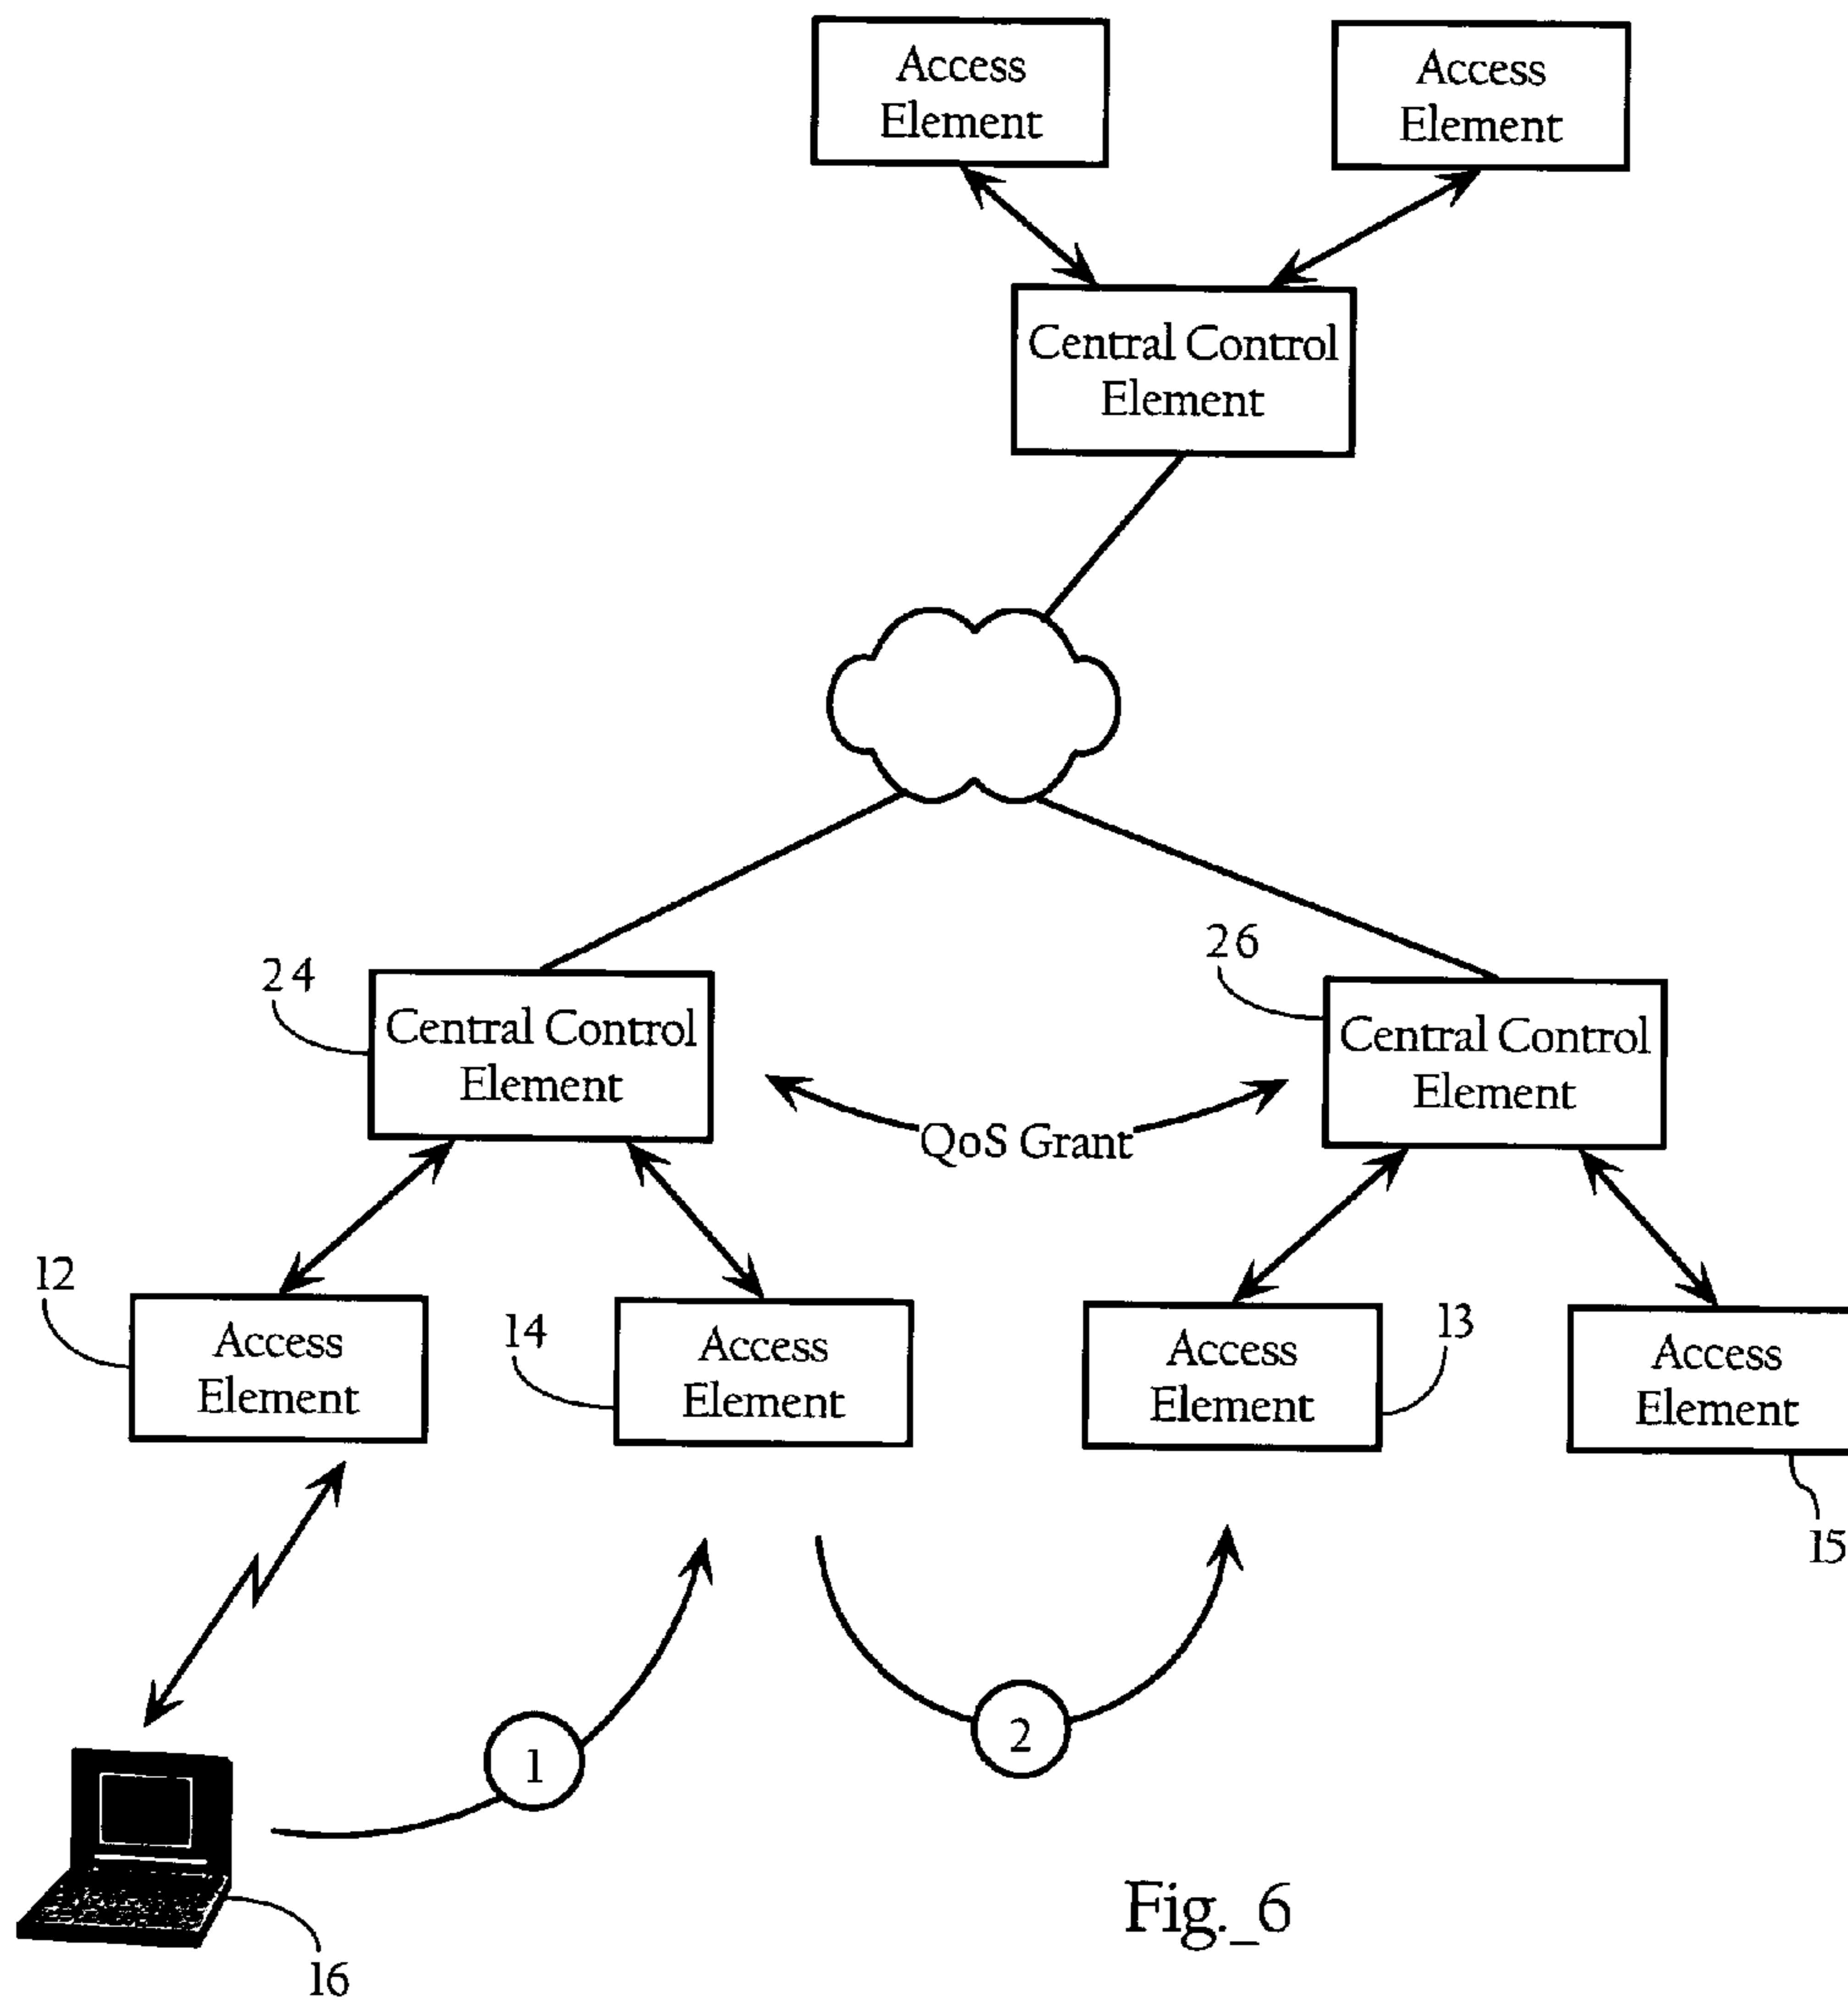 Access
Element
Access
Element
Central Control
Element
24
Central Control
Element
26
Central Control
Element
QoS Grant
12
Access
Element
14
Access
Element
Access
Element
13
Access
Element
15
1
2
16
Fig._6